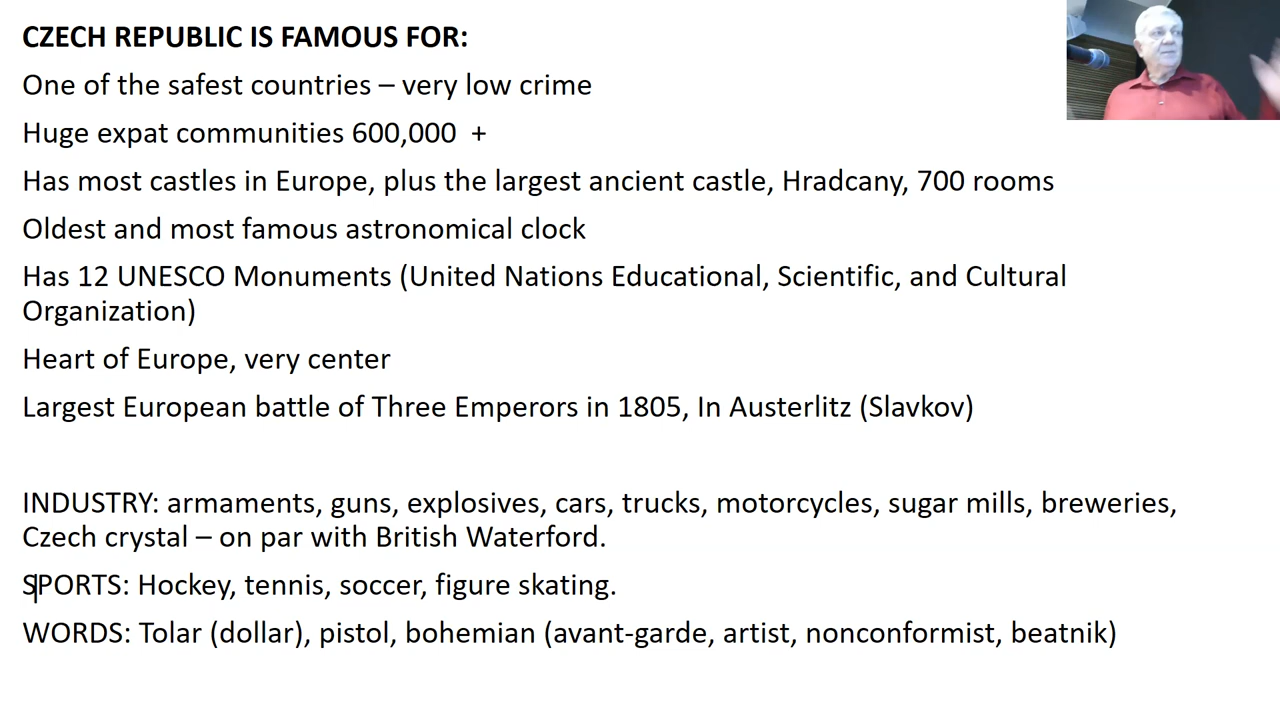 CZECH REPUBLIC IS FAMOUS FOR:
One of the safest countries – very low crime
Huge expat communities 600,000  +
Has most castles in Europe, plus the largest ancient castle, Hradcany, 700 rooms
Oldest and most famous astronomical clock
Has 12 UNESCO Monuments (United Nations Educational, Scientific, and Cultural
Organization)
Heart of Europe, very center
Largest European battle of Three Emperors in 1805, In Austerlitz (Slavkov)
INDUSTRY: armaments, guns, explosives, cars, trucks, motorcycles, sugar mills, breweries,
Czech crystal – on par with British Waterford.
SPORTS: Hockey, tennis, soccer, figure skating.
WORDS: Tolar (dollar), pistol, bohemian (avant-garde, artist, nonconformist, beatnik)